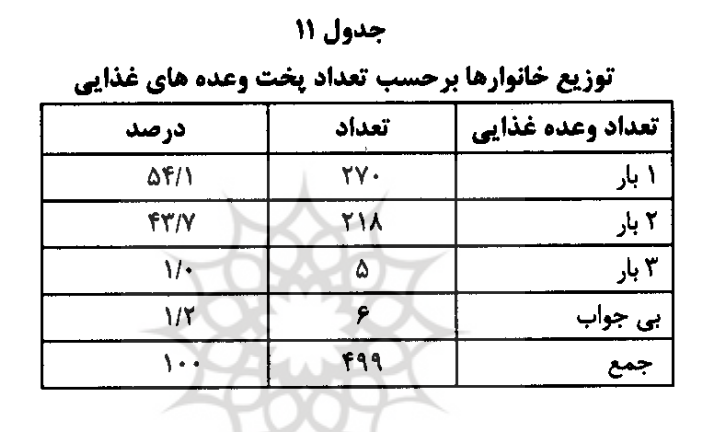 جدول ۱۱
توزیع خانوارها برحسب تعداد پخت وعده های غذایی
تعداد وعده غذایی تعداد درصد
۱ بار ۲۷۰ ۵۴/۱
۲ بار ۲۱۸ ۴۳/۷
۳ بار ۵ ۱/۰
بی جواب ۶ ۱/۲
جمع ۴۹۹ ۱۰۰